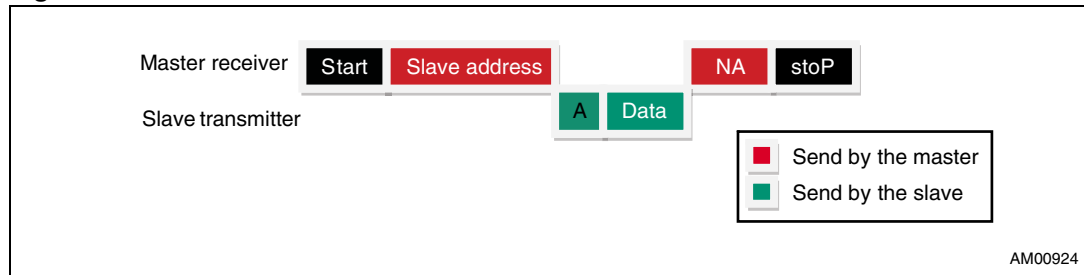 Master receiver Start Slave address NA stoP
Slave transmitter A Data
Send by the master
Send by the slave
AM00924